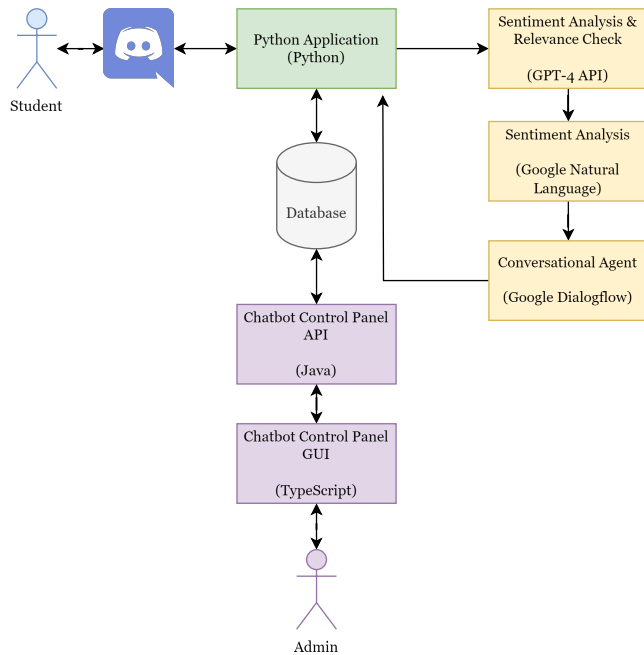 Student
Python Application
(Python)
Sentiment Analysis &
Relevance Check
(GPT-4 API)
Sentiment Analysis
(Google Natural
Language)
Conversational Agent
(Google Dialogflow)
Database
Chatbot Control Panel
API
(Java)
Chatbot Control Panel
GUI
(TypeScript)
Admin